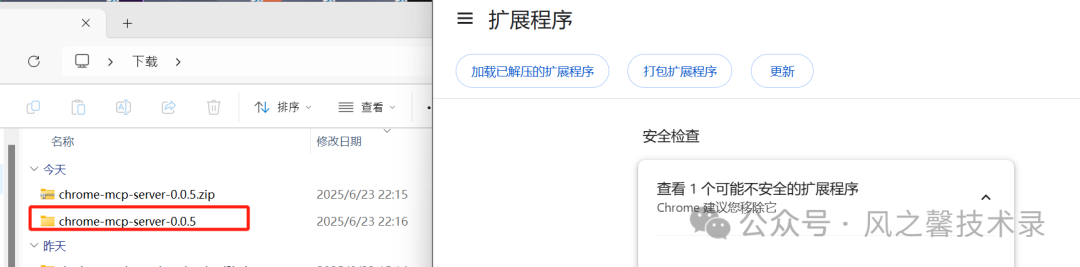 下载
排序
查看
名称
修改日期
今天
chrome-mcp-server-0.0.5.zip
2025/6/23 22:15
chrome-mcp-server-0.0.5
2025/6/23 22:16
昨天
扩展程序
加载已解压的扩展程序
打包扩展程序
更新
安全检查
查看 1 个可能不安全的扩展程序
Chrome 建议您移除它
公众号 · 风之馨技术录